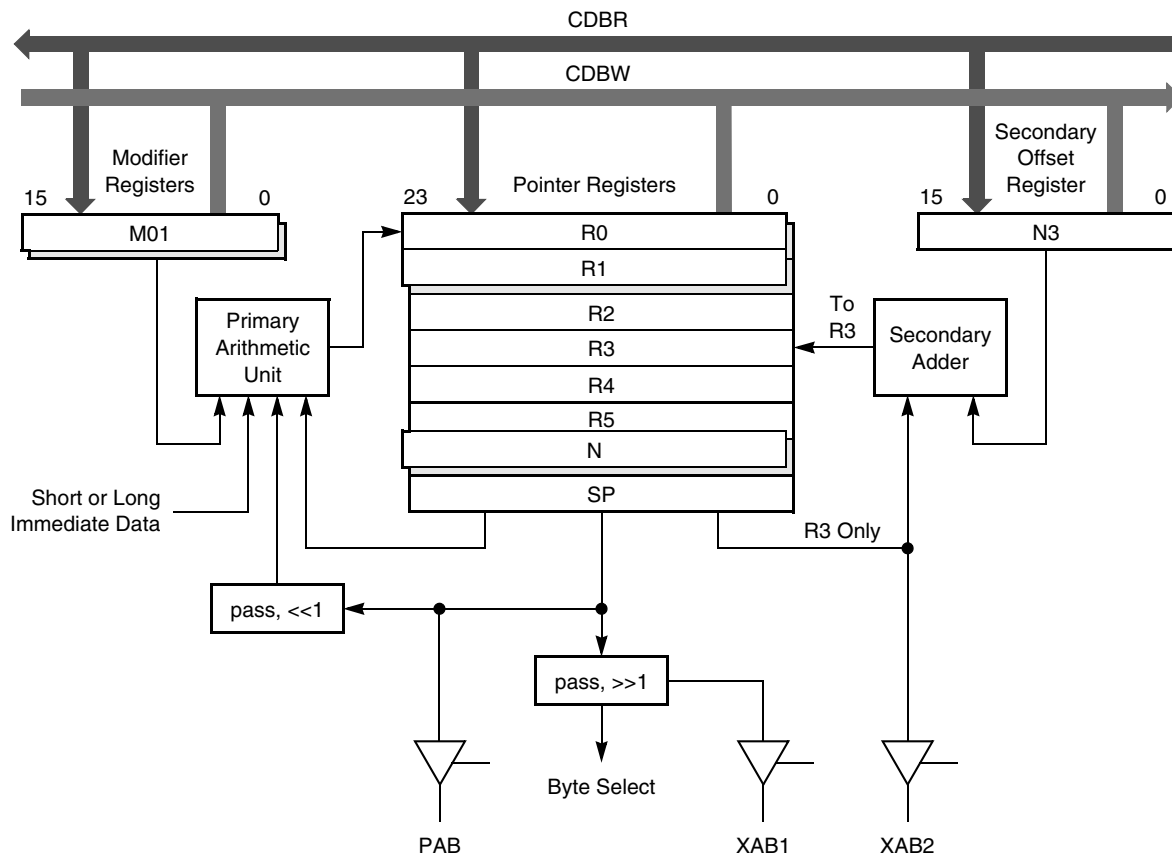 CDBR
CDBW
Modifier
Registers
Pointer Registers
Secondary
Offset
Register
15
0
23
0
15
0
M01
R0
N3
R1
R2
R3
R4
R5
N
SP
Primary
Arithmetic
Unit
To
R3
Secondary
Adder
Short or Long
Immediate Data
R3 Only
pass, <<1
pass, >>1
Byte Select
PAB
XAB1
XAB2